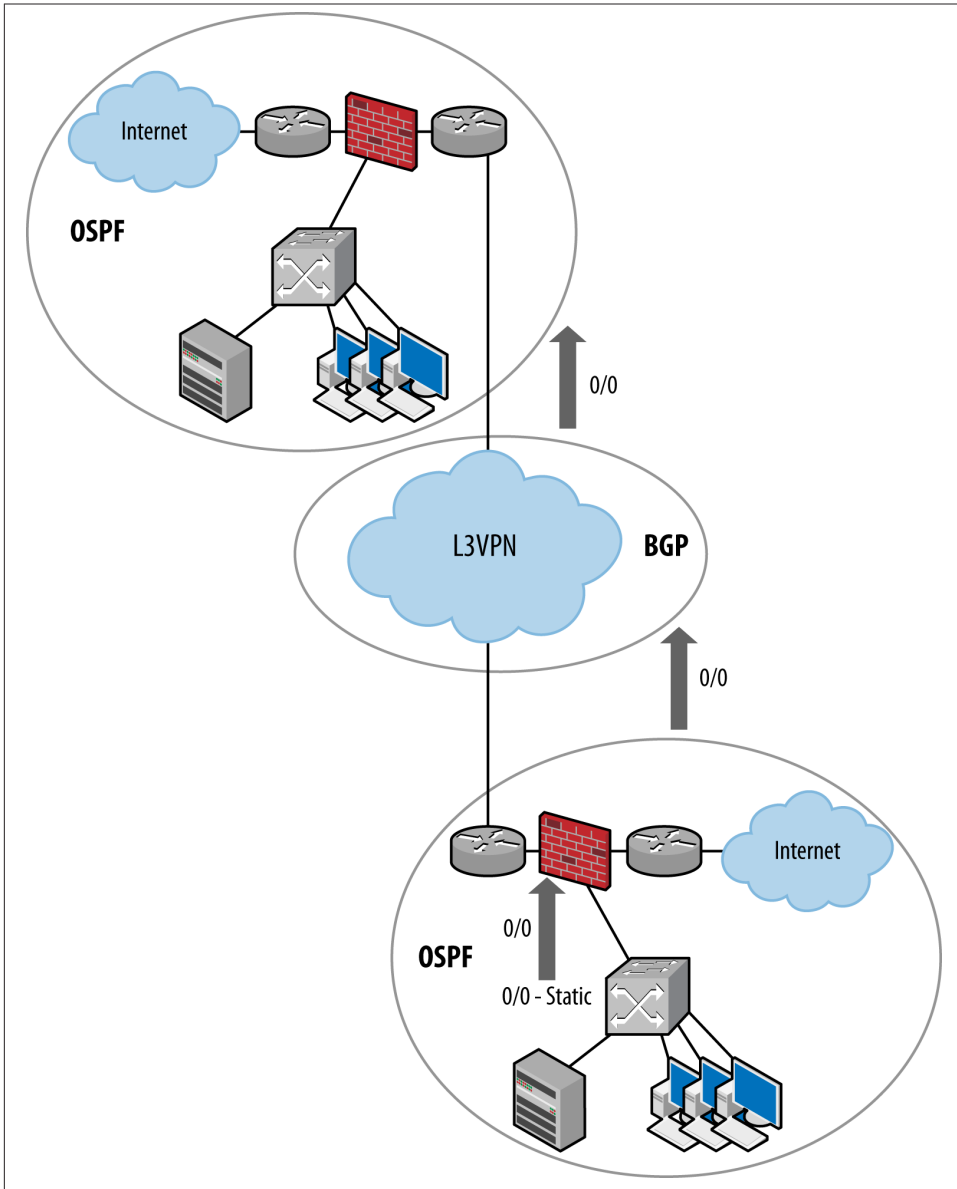 Internet
OSPF
0/0
L3VPN
BGP
0/0
Internet
0/0
OSPF
0/0 - Static